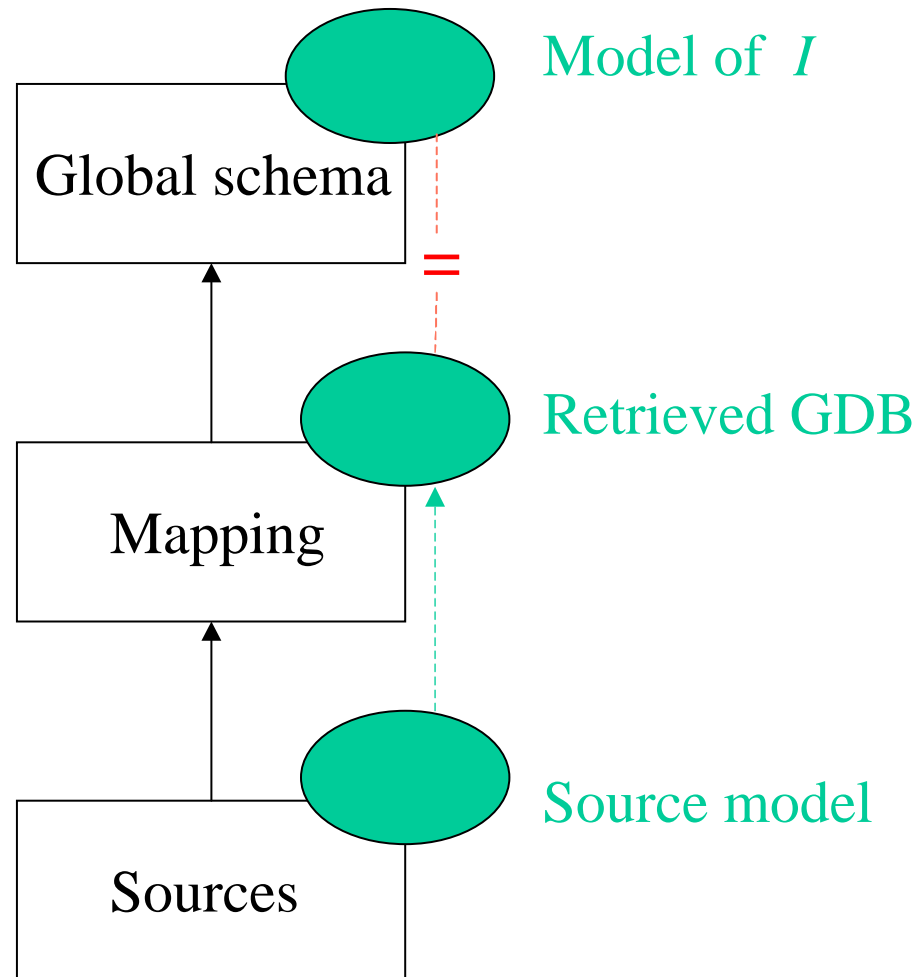 Model of I
Global schema
=
Retrieved GDB
Mapping
Source model
Sources